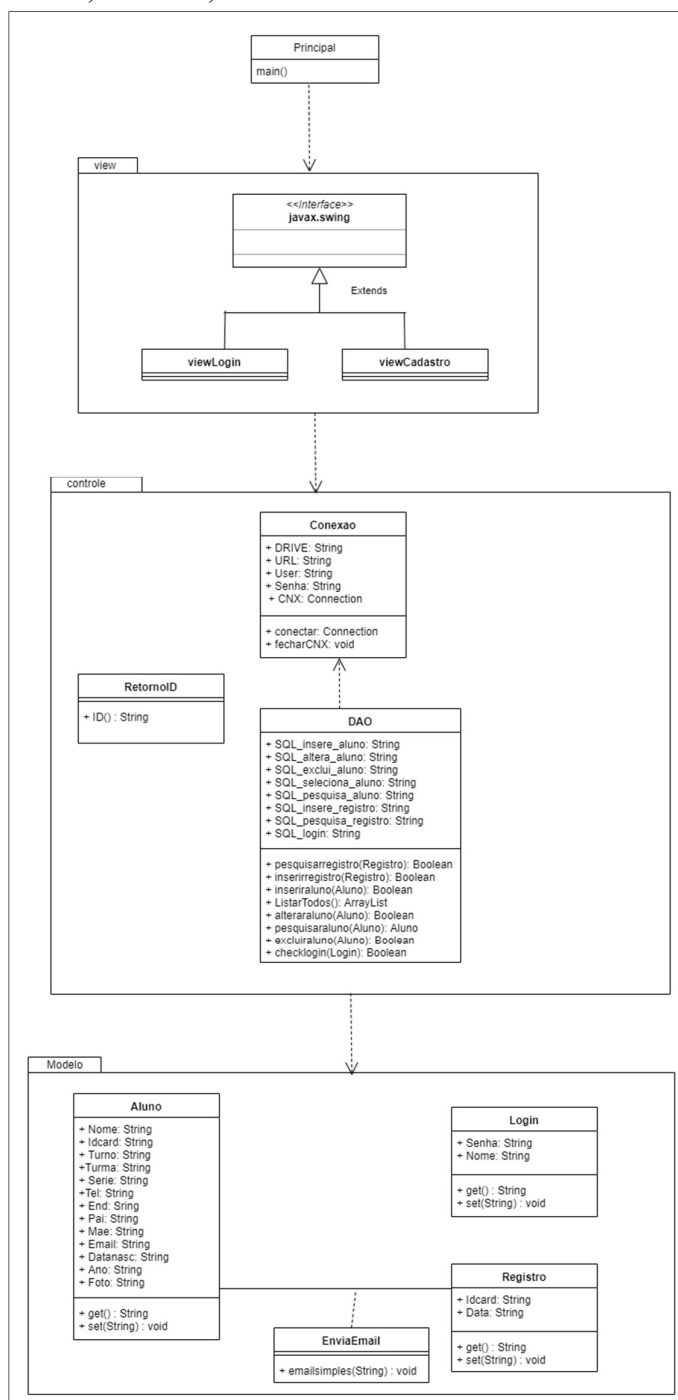 Principal
main()
view
<<Interface>>
javax.swing
Extends
viewLogin
viewCadastro
controle
Conexao
+ DRIVE: String
+ URL: String
+ User: String
+ Senha: String
+ CNX: Connection
+ conectar: Connection
+ fecharCNX: void
RetornoID
+ ID() : String
DAO
+ SQL_insere_aluno: String
+ SQL_altera_aluno: String
+ SQL_exclui_aluno: String
+ SQL_seleciona_aluno: String
+ SQL_pesquisa_aluno: String
+ SQL_insere_registro: String
+ SQL_pesquisa_registro: String
+ SQL_login: String
+ pesquisarregistro(Registro): Boolean
+ inserirregistro(Registro): Boolean
+ inseriraluno(Aluno): Boolean
+ ListarTodos(): ArrayList
+ alteraraluno(Aluno): Boolean
+ pesquisaraluno(Aluno): Aluno
+ excluiraluno(Aluno): Boolean
+ checklogin(Login): Boolean
Modelo
Aluno
+ Nome: String
+ Idcard: String
+ Turno: String
+Turma: String
+ Serie: String
+Tel: String
+ End: Sring
+ Pai: String
+ Mae: String
+ Email: String
+ Datanasc: String
+ Ano: String
+ Foto: String
+ get() : String
+ set(String) : void
Login
+ Senha: String
+ Nome: String
+ get() : String
+ set(String) : void
Registro
+ Idcard: String
+ Data: String
+ get() : String
+ set(String) : void
EnviaEmail
+ emailsimples(String) : void